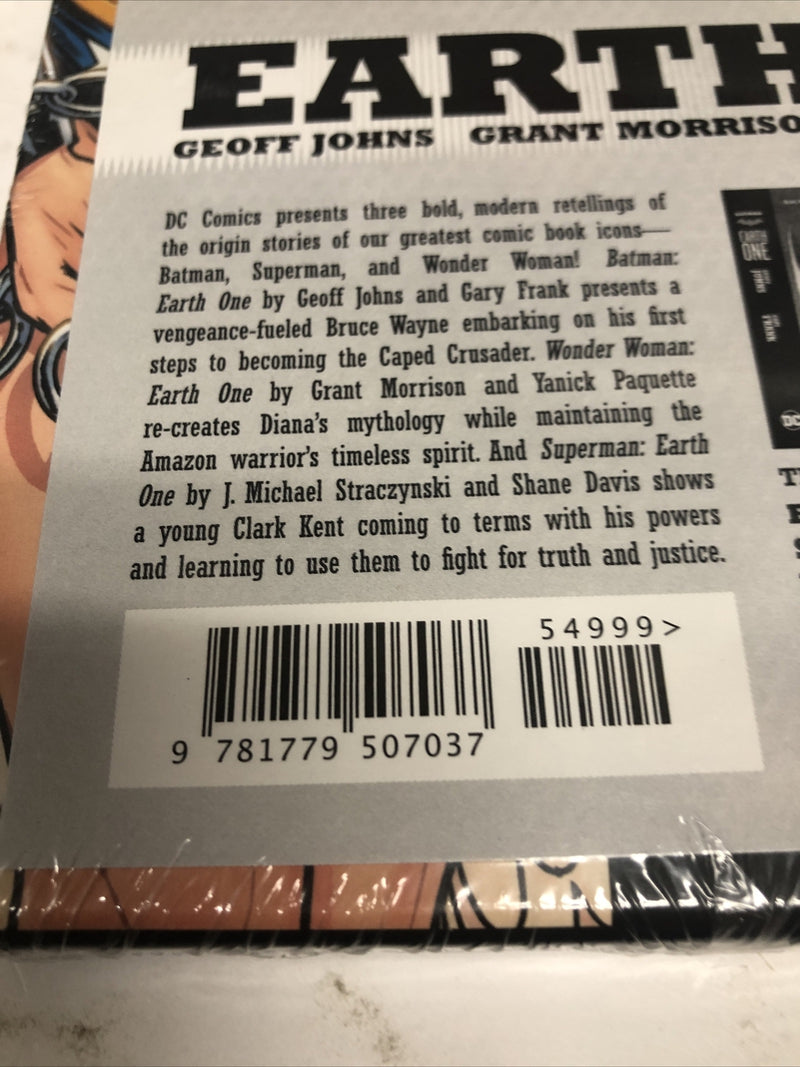 EARTH
GEOFF JOHNS GRANT MORRISO
DC Comics presents three bold, modern retellings of
the origin stories of our greatest comic book icons—
Batman, Superman, and Wonder Woman! Batman:
Earth One by Geoff Johns and Gary Frank presents a
vengeance-fueled Bruce Wayne embarking on his first
steps to becoming the Caped Crusader. Wonder Woman:
Earth One by Grant Morrison and Yanick Paquette
re-creates Diana's mythology while maintaining the
Amazon warrior's timeless spirit. And Superman: Earth
One by J. Michael Straczynski and Shane Davis shows
a young Clark Kent coming to terms with his powers
and learning to use them to fight for truth and justice.
EARTH
ONE
DC
54999>
9 781779 507037